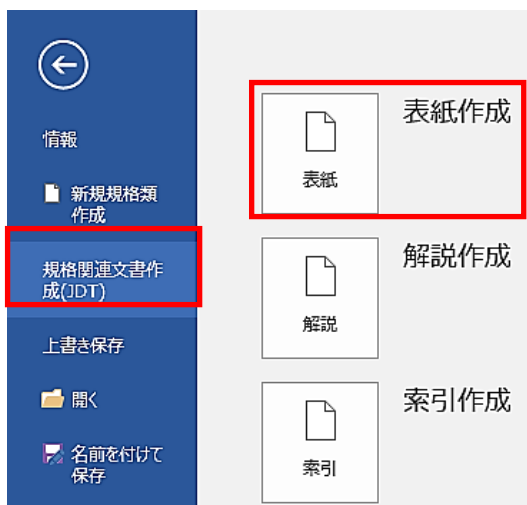 情報
新規規格類
作成
規格関連文書作
成(JDT)
上書き保存
開く
名前を付けて
保存
表紙
表紙作成
解説
解説作成
索引
索引作成